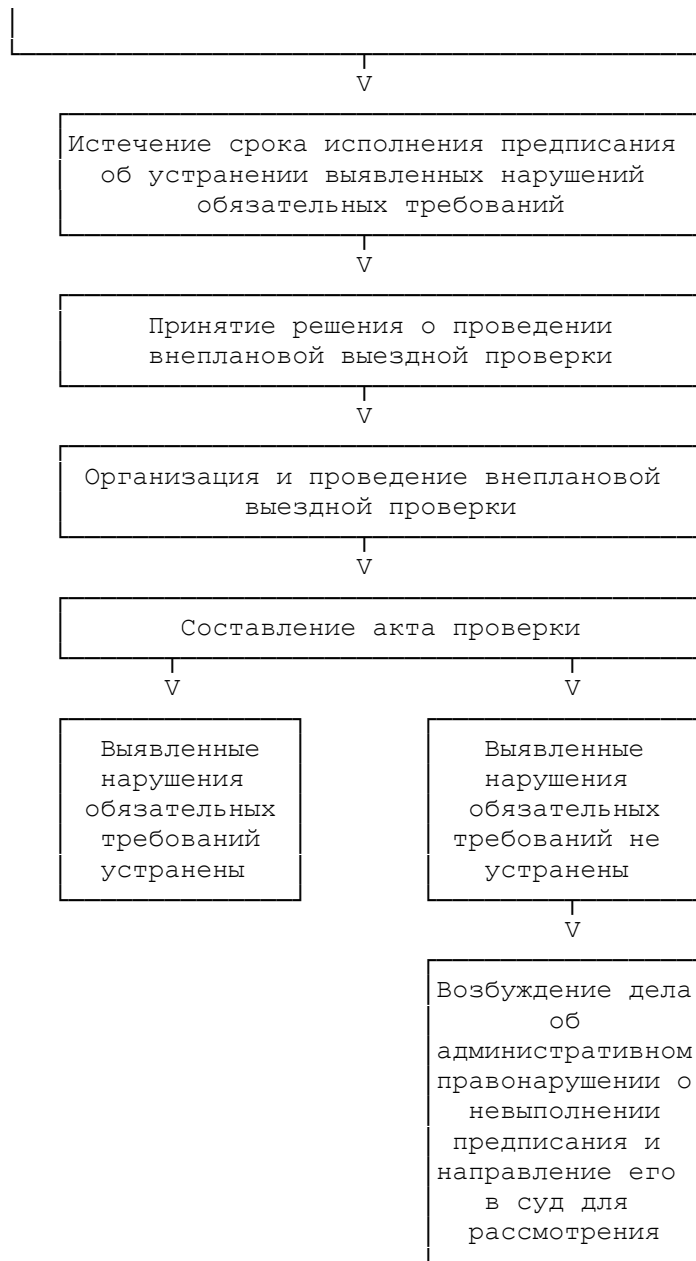 V
Истечение срока исполнения предписания
об устранении выявленных нарушений
обязательных требований
V
Принятие решения о проведении
внеплановой выездной проверки
V
Организация и проведение внеплановой
выездной проверки
V
Составление акта проверки
V V
Выявленные
нарушения
обязательных
требований
устранены
Выявленные
нарушения
обязательных
требований не
устранены
V
Возбуждение дела
об
административном
правонарушении о
невыполнении
предписания и
направление его
в суд для
рассмотрения